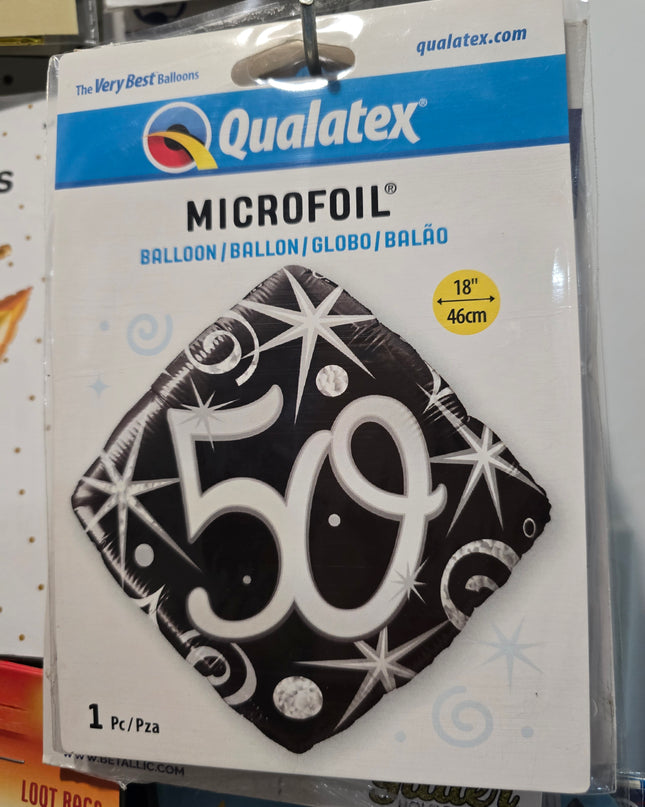 qualatex.com
The Very Best Balloons
Qualatex®
MICROFOIL®
BALLOON / BALLON / GLOBO / BALÃO
18"
46cm
50
1 Pc/Pza
WWW.BETALLIC.COM
LOOT BAGS
S